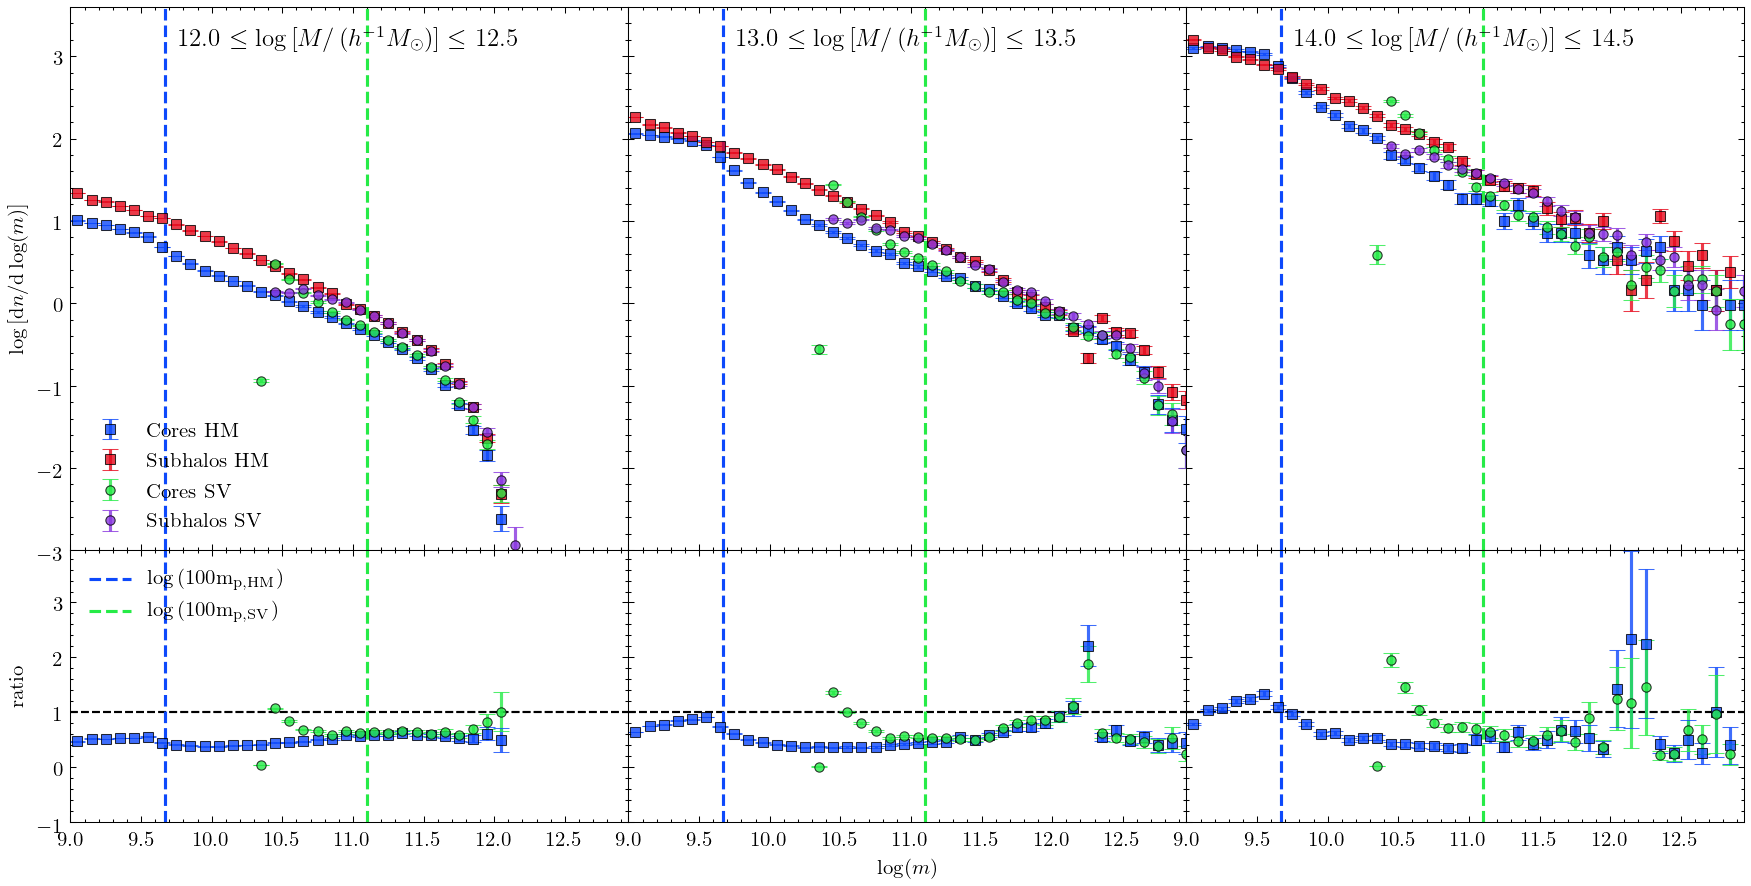 12.0 ≤ log [M/ (h⁻¹M⊙)] ≤ 12.5
13.0 ≤ log [M/ (h⁻¹M⊙)] ≤ 13.5
14.0 ≤ log [M/ (h⁻¹M⊙)] ≤ 14.5
log [dn/d log(m)]
3
2
1
0
−1
−2
−3
Cores HM
Subhalos HM
Cores SV
Subhalos SV
log (100m_p,HM)
log (100m_p,SV)
ratio
3
2
1
0
−1
9.0 9.5 10.0 10.5 11.0 11.5 12.0 12.5 9.0 9.5 10.0 10.5 11.0 11.5 12.0 12.5 9.0 9.5 10.0 10.5 11.0 11.5 12.0 12.5
log(m)